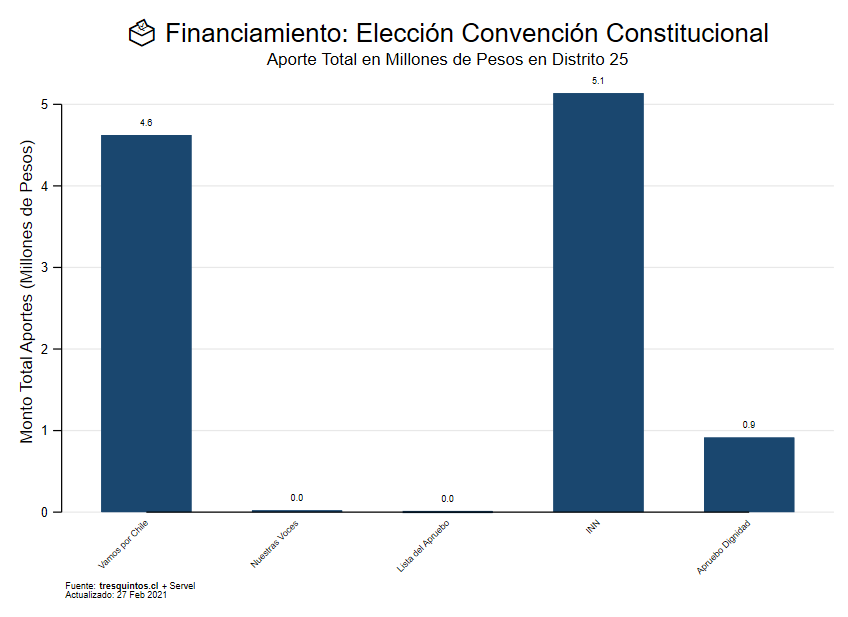 Financiamiento: Elección Convención Constitucional
Aporte Total en Millones de Pesos en Distrito 25
Monto Total Aportes (Millones de Pesos)
5
4
3
2
1
0
4.6
0.0
0.0
5.1
0.9
Vamos por Chile
Nuestras Voces
Lista del Apruebo
INN
Apruebo Dignidad
Fuente: tresquintos.cl + Servel
Actualizado: 27 Feb 2021